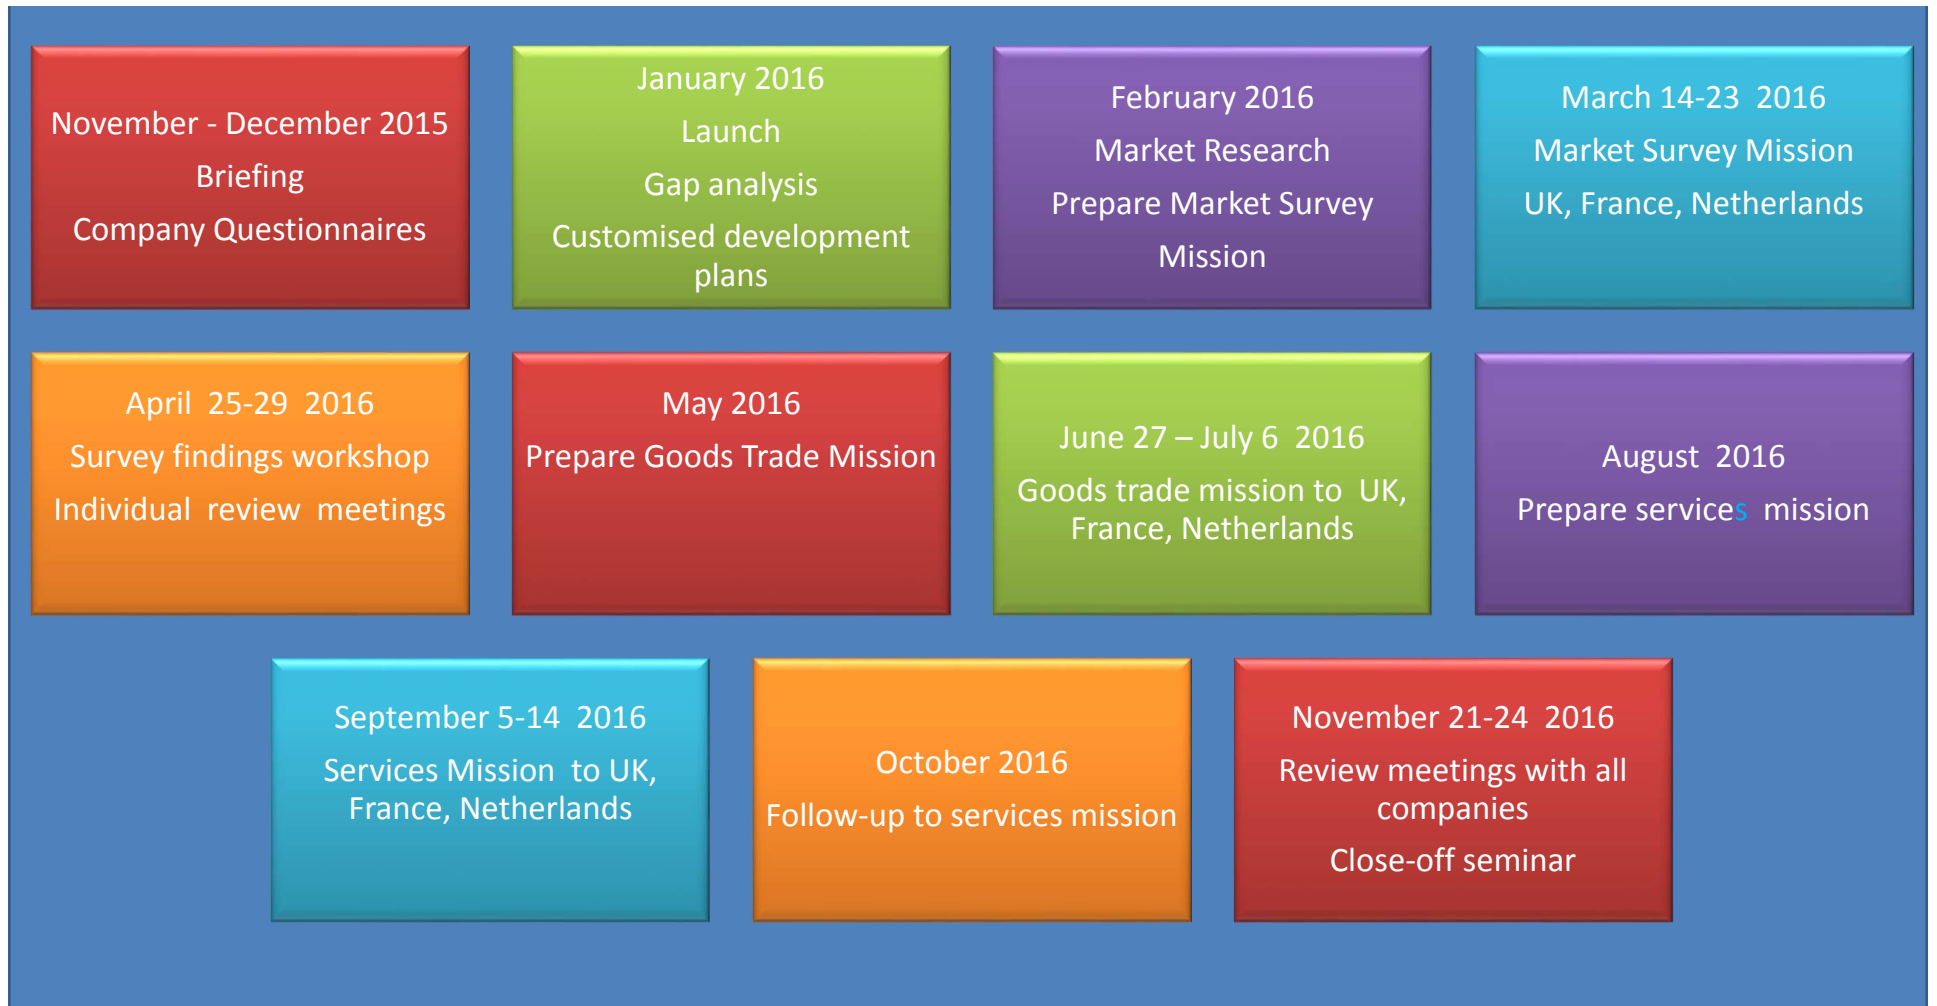 November - December 2015
Briefing
Company Questionnaires
January 2016
Launch
Gap analysis
Customised development
plans
February 2016
Market Research
Prepare Market Survey
Mission
March 14-23  2016
Market Survey Mission
UK, France, Netherlands
April  25-29  2016
Survey findings workshop
Individual  review  meetings
May 2016
Prepare Goods Trade Mission
June 27 – July 6  2016
Goods trade mission to  UK,
France, Netherlands
August  2016
Prepare services  mission
September 5-14  2016
Services Mission  to UK,
France, Netherlands
October 2016
Follow-up to services mission
November 21-24  2016
Review meetings with all
companies
Close-off seminar